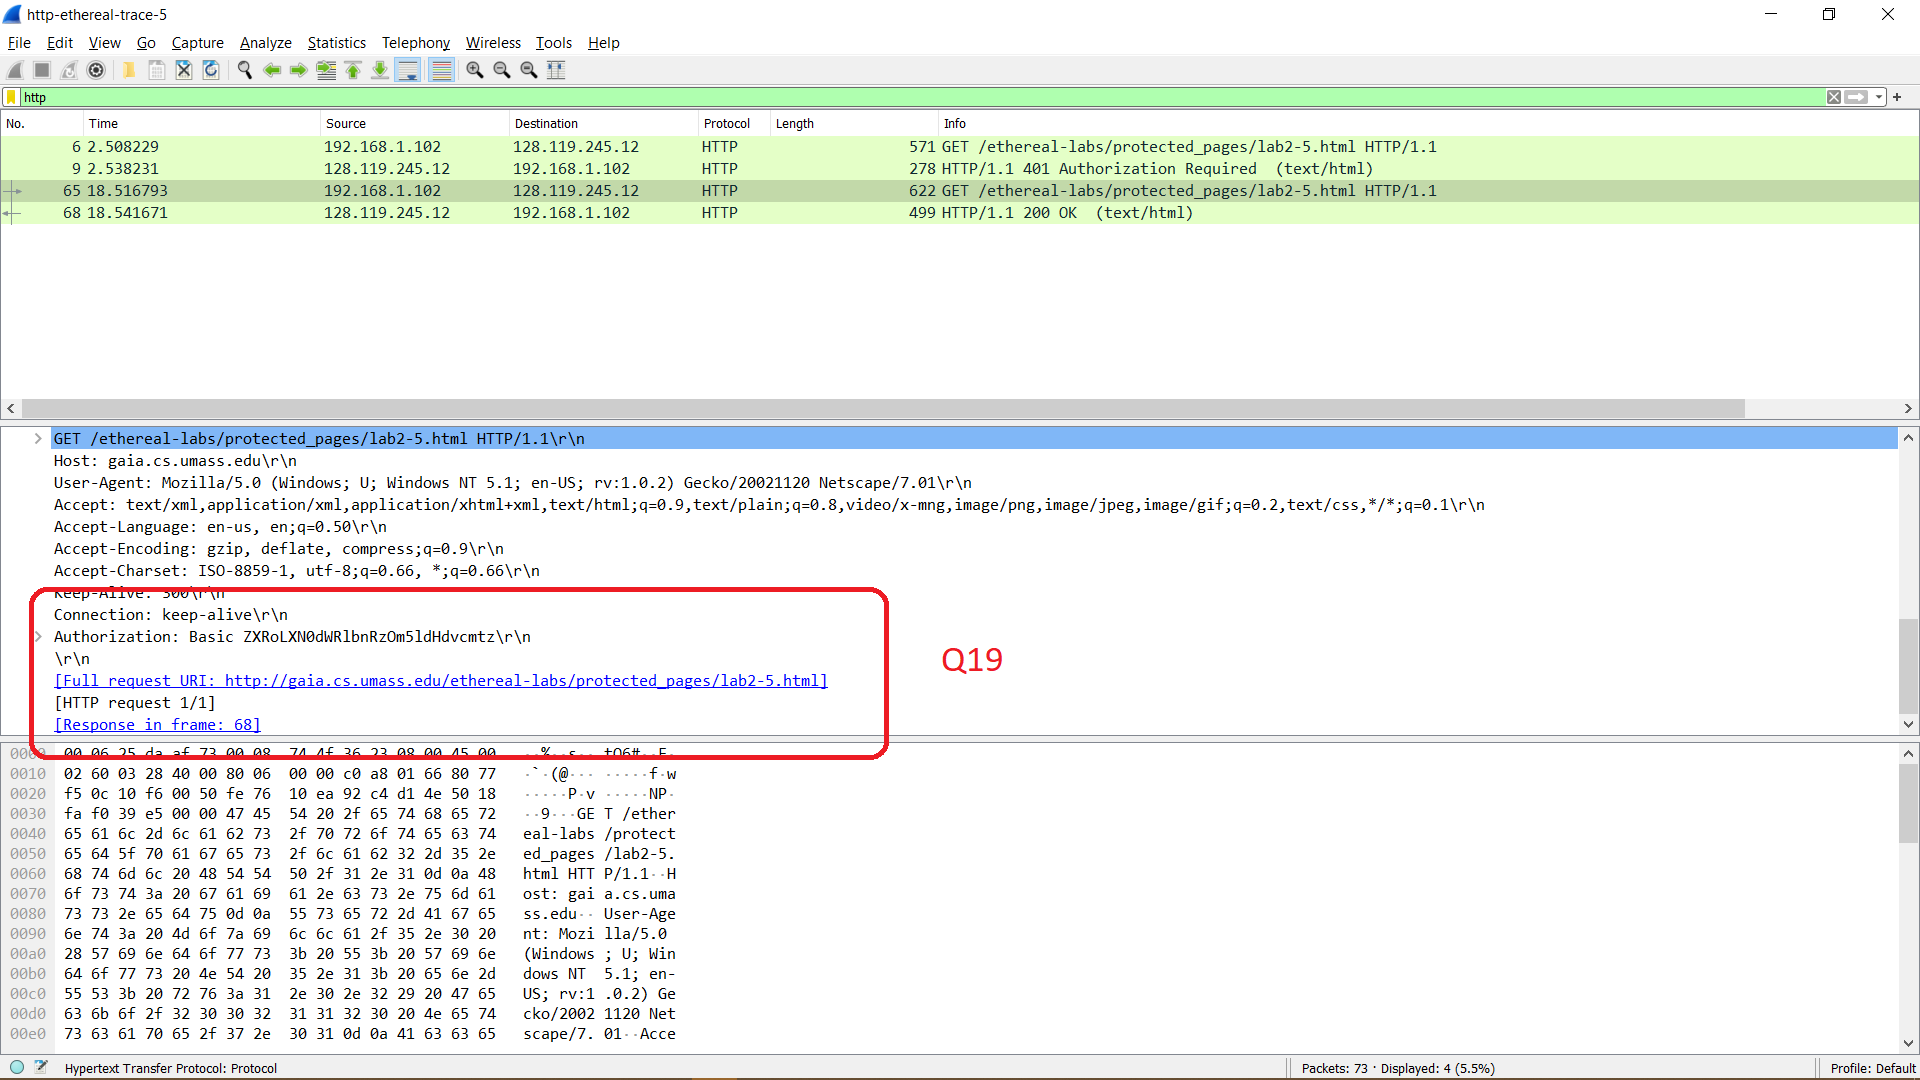 http-ethereal-trace-5
File Edit View Go Capture Analyze Statistics Telephony Wireless Tools Help
http
No. Time Source Destination Protocol Length Info
6 2.508229 192.168.1.102 128.119.245.12 HTTP 571 GET /ethereal-labs/protected_pages/lab2-5.html HTTP/1.1
9 2.538231 128.119.245.12 192.168.1.102 HTTP 278 HTTP/1.1 401 Authorization Required (text/html)
65 18.516793 192.168.1.102 128.119.245.12 HTTP 622 GET /ethereal-labs/protected_pages/lab2-5.html HTTP/1.1
68 18.541671 128.119.245.12 192.168.1.102 HTTP 499 HTTP/1.1 200 OK (text/html)
GET /ethereal-labs/protected_pages/lab2-5.html HTTP/1.1\r\n
Host: gaia.cs.umass.edu\r\n
User-Agent: Mozilla/5.0 (Windows; U; Windows NT 5.1; en-US; rv:1.0.2) Gecko/20021120 Netscape/7.01\r\n
Accept: text/xml,application/xml,application/xhtml+xml,text/html;q=0.9,text/plain;q=0.8,video/x-mng,image/png,image/jpeg,image/gif;q=0.2,text/css,*/*;q=0.1\r\n
Accept-Language: en-us, en;q=0.50\r\n
Accept-Encoding: gzip, deflate, compress;q=0.9\r\n
Accept-Charset: ISO-8859-1, utf-8;q=0.66, *;q=0.66\r\n
Keep-Alive: 300\r\n
Connection: keep-alive\r\n
Authorization: Basic ZXRoLXN0dWRlbnRzOm5ldHdvcmtz\r\n
\r\n
[Full request URI: http://gaia.cs.umass.edu/ethereal-labs/protected_pages/lab2-5.html]
[HTTP request 1/1]
[Response in frame: 68]
Q19
0000 00 06 25 da af 73 00 08 74 4f 36 23 08 00 45 00 ··%··s·· tO6#··E·
0010 02 60 03 28 40 00 80 06 00 00 c0 a8 01 66 80 77 ·`·(@··· ·····f·w
0020 f5 0c 10 f6 00 50 fe 76 10 ea 92 c4 d1 4e 50 18 ·····P·v ·····NP·
0030 fa f0 39 e5 00 00 47 45 54 20 2f 65 74 68 65 72 ··9···GE T /ether
0040 65 61 6c 2d 6c 61 62 73 2f 70 72 6f 74 65 63 74 eal-labs /protect
0050 65 64 5f 70 61 67 65 73 2f 6c 61 62 32 2d 35 2e ed_pages /lab2-5.
0060 68 74 6d 6c 20 48 54 54 50 2f 31 2e 31 0d 0a 48 html HTT P/1.1··H
0070 6f 73 74 3a 20 67 61 69 61 2e 63 73 2e 75 6d 61 ost: gai a.cs.uma
0080 73 73 2e 65 64 75 0d 0a 55 73 65 72 2d 41 67 65 ss.edu·· User-Age
0090 6e 74 3a 20 4d 6f 7a 69 6c 6c 61 2f 35 2e 30 20 nt: Mozi lla/5.0
00a0 28 57 69 6e 64 6f 77 73 3b 20 55 3b 20 57 69 6e (Windows ; U; Win
00b0 64 6f 77 73 20 4e 54 20 35 2e 31 3b 20 65 6e 2d dows NT 5.1; en-
00c0 55 53 3b 20 72 76 3a 31 2e 30 2e 32 29 20 47 65 US; rv:1 .0.2) Ge
00d0 63 6b 6f 2f 32 30 30 32 31 31 32 30 20 4e 65 74 cko/2002 1120 Net
00e0 73 63 61 70 65 2f 37 2e 30 31 0d 0a 41 63 63 65 scape/7. 01··Acce
Hypertext Transfer Protocol: Protocol Packets: 73 · Displayed: 4 (5.5%) Profile: Default